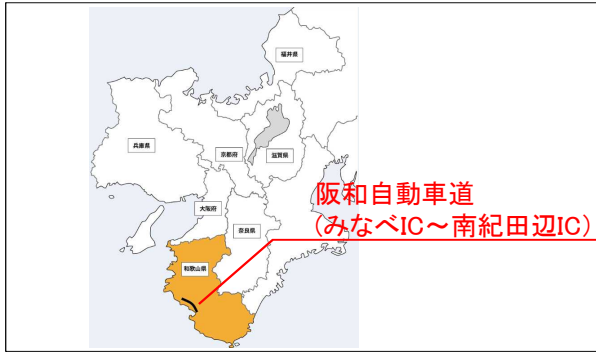 福井県
兵庫県
京都府
滋賀県
大阪府
奈良県
和歌山県
阪和自動車道
(みなべIC～南紀田辺IC)